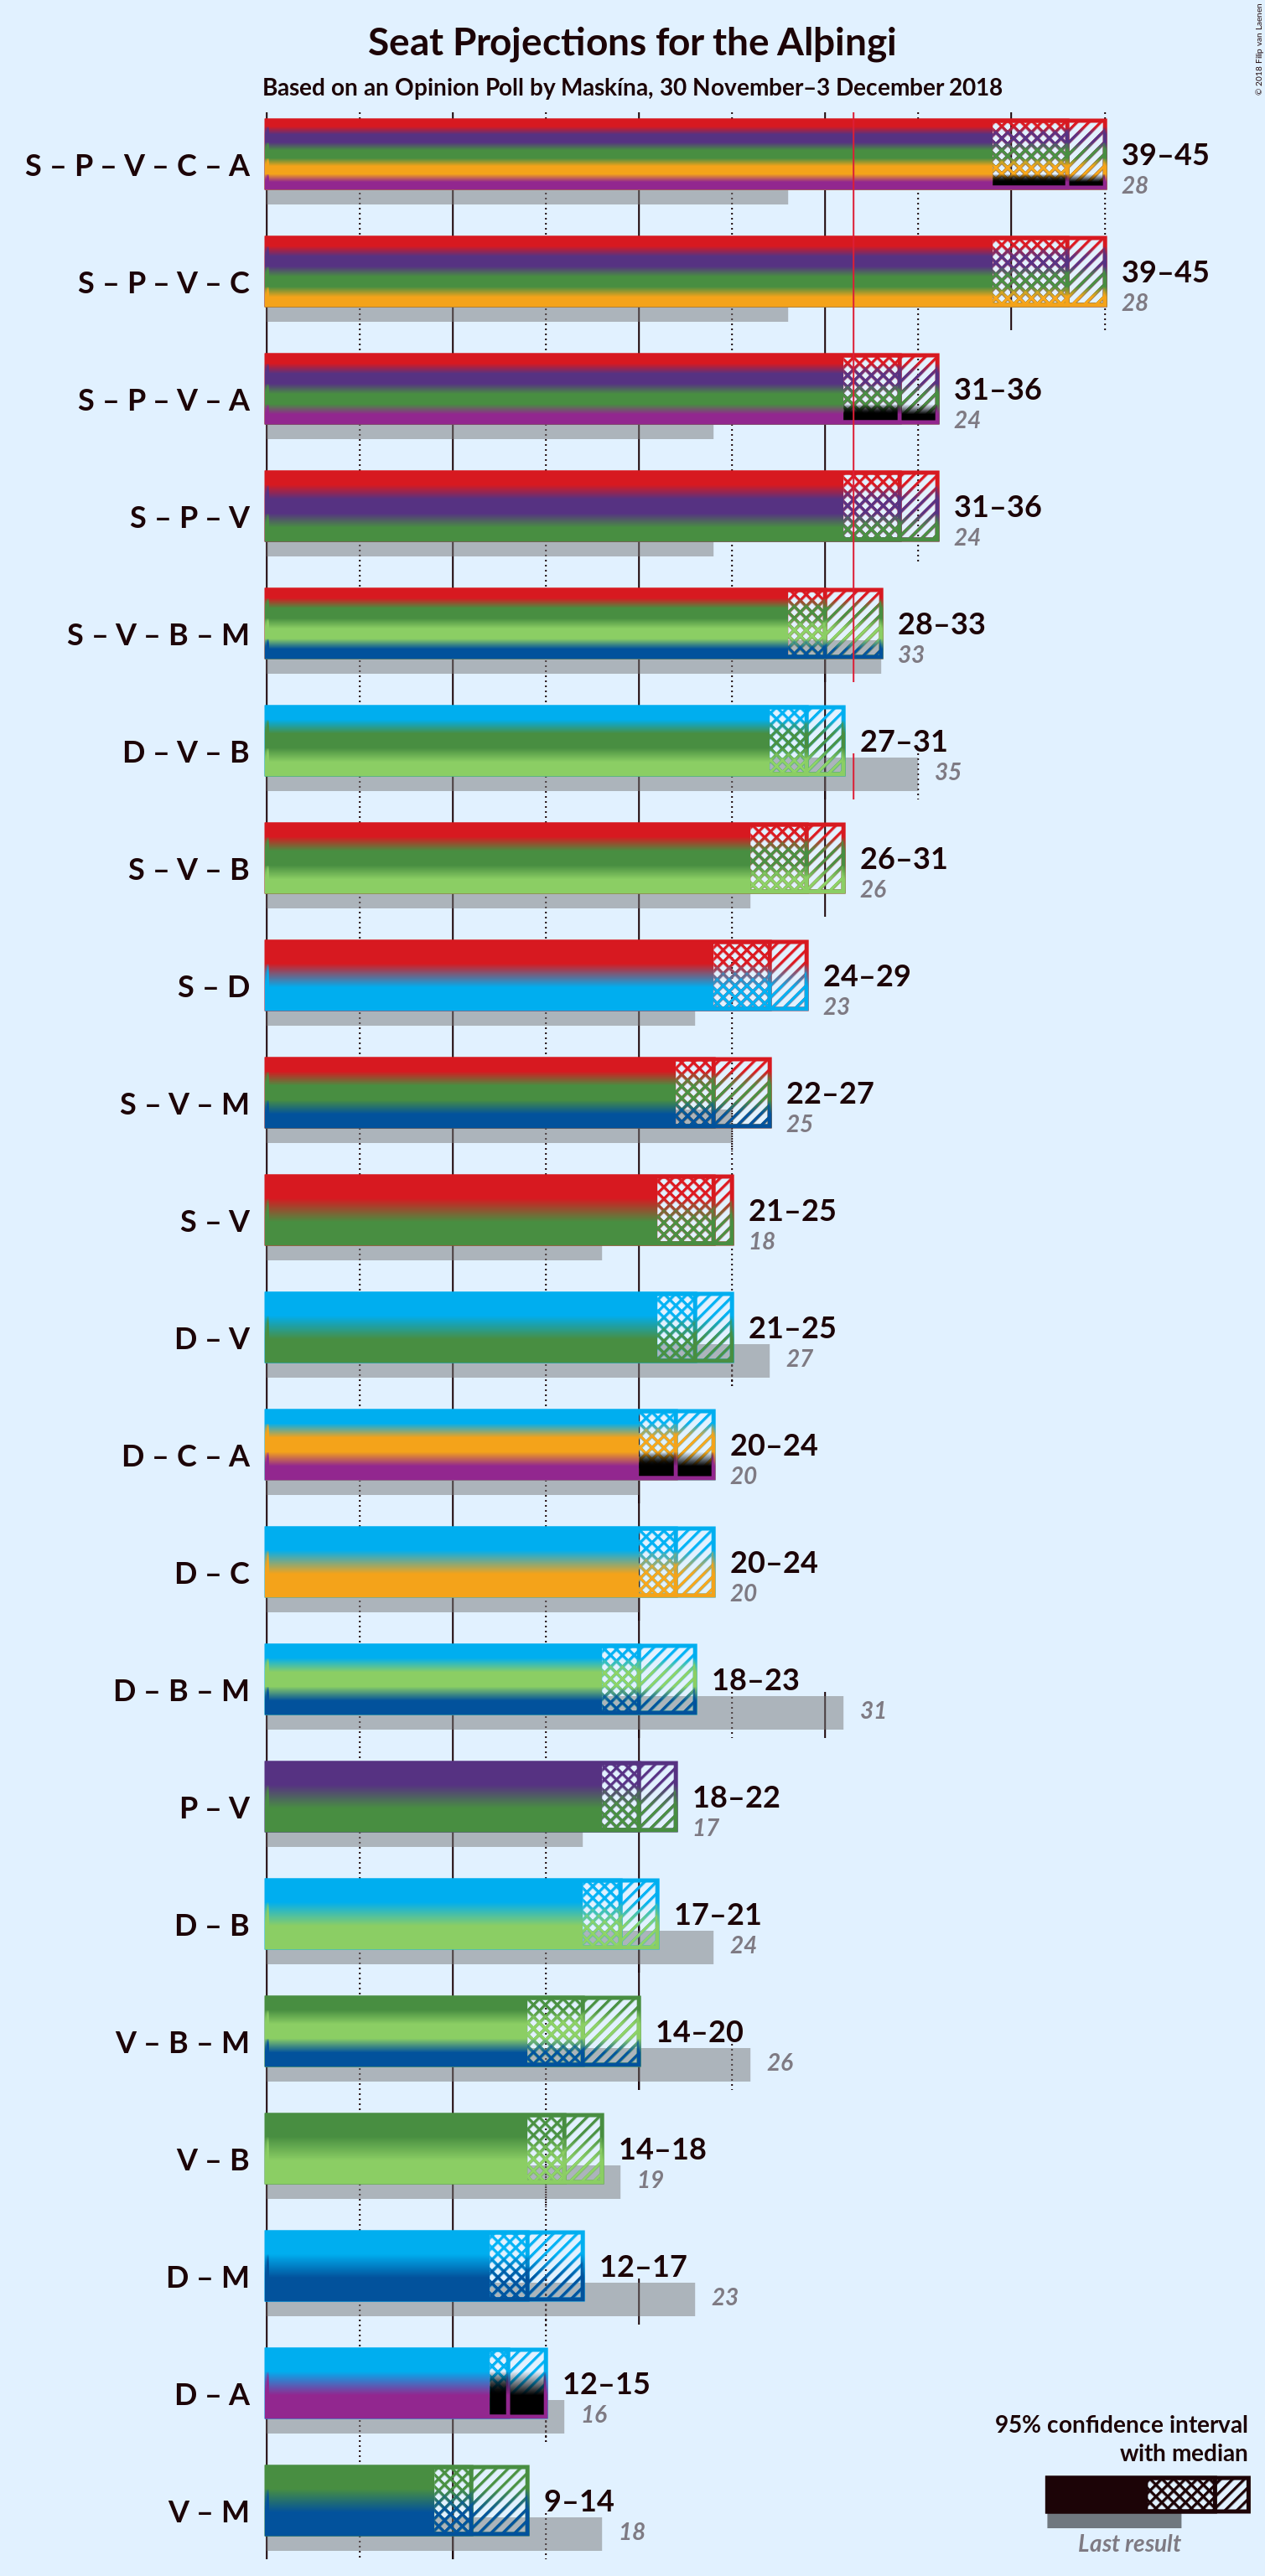 Seat Projections for the Alþingi
Based on an Opinion Poll by Maskína, 30 November–3 December 2018
© 2018 Filip van Laenen
S – P – V – C – A
39–45
28
S – P – V – C
39–45
28
S – P – V – A
31–36
24
S – P – V
31–36
24
S – V – B – M
28–33
33
D – V – B
27–31
35
S – V – B
26–31
26
S – D
24–29
23
S – V – M
22–27
25
S – V
21–25
18
D – V
21–25
27
D – C – A
20–24
20
D – C
20–24
20
D – B – M
18–23
31
P – V
18–22
17
D – B
17–21
24
V – B – M
14–20
26
V – B
14–18
19
D – M
12–17
23
D – A
12–15
16
V – M
9–14
18
95% confidence interval
with median
Last result